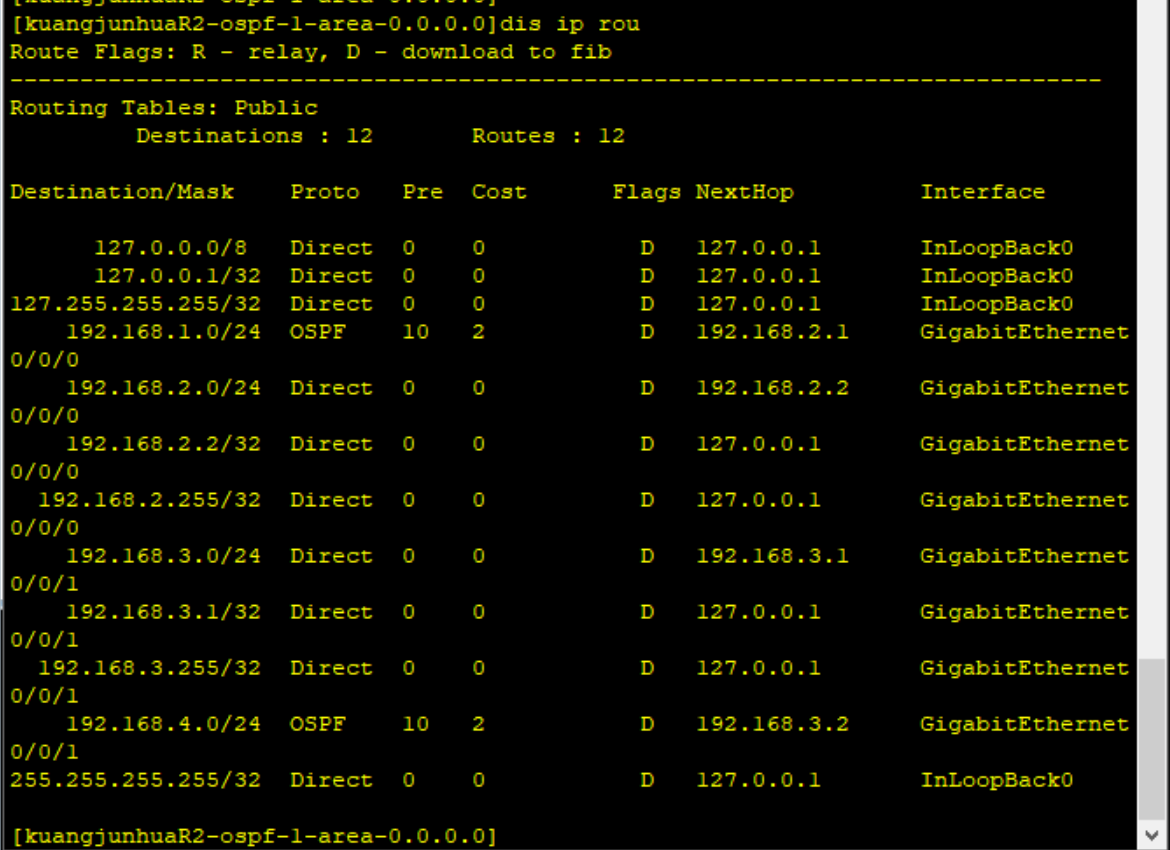 [kuangjunhuaR2-ospf-1-area-0.0.0.0]
[kuangjunhuaR2-ospf-1-area-0.0.0.0]dis ip rou
Route Flags: R - relay, D - download to fib
------------------------------------------------------------------------------
Routing Tables: Public
         Destinations : 12       Routes : 12

Destination/Mask    Proto   Pre  Cost      Flags NextHop         Interface

      127.0.0.0/8   Direct  0    0           D   127.0.0.1       InLoopBack0
      127.0.0.1/32  Direct  0    0           D   127.0.0.1       InLoopBack0
127.255.255.255/32  Direct  0    0           D   127.0.0.1       InLoopBack0
    192.168.1.0/24  OSPF    10   2           D   192.168.2.1     GigabitEthernet
0/0/0
    192.168.2.0/24  Direct  0    0           D   192.168.2.2     GigabitEthernet
0/0/0
    192.168.2.2/32  Direct  0    0           D   127.0.0.1       GigabitEthernet
0/0/0
  192.168.2.255/32  Direct  0    0           D   127.0.0.1       GigabitEthernet
0/0/0
    192.168.3.0/24  Direct  0    0           D   192.168.3.1     GigabitEthernet
0/0/1
    192.168.3.1/32  Direct  0    0           D   127.0.0.1       GigabitEthernet
0/0/1
  192.168.3.255/32  Direct  0    0           D   127.0.0.1       GigabitEthernet
0/0/1
    192.168.4.0/24  OSPF    10   2           D   192.168.3.2     GigabitEthernet
0/0/1
255.255.255.255/32  Direct  0    0           D   127.0.0.1       InLoopBack0

[kuangjunhuaR2-ospf-1-area-0.0.0.0]